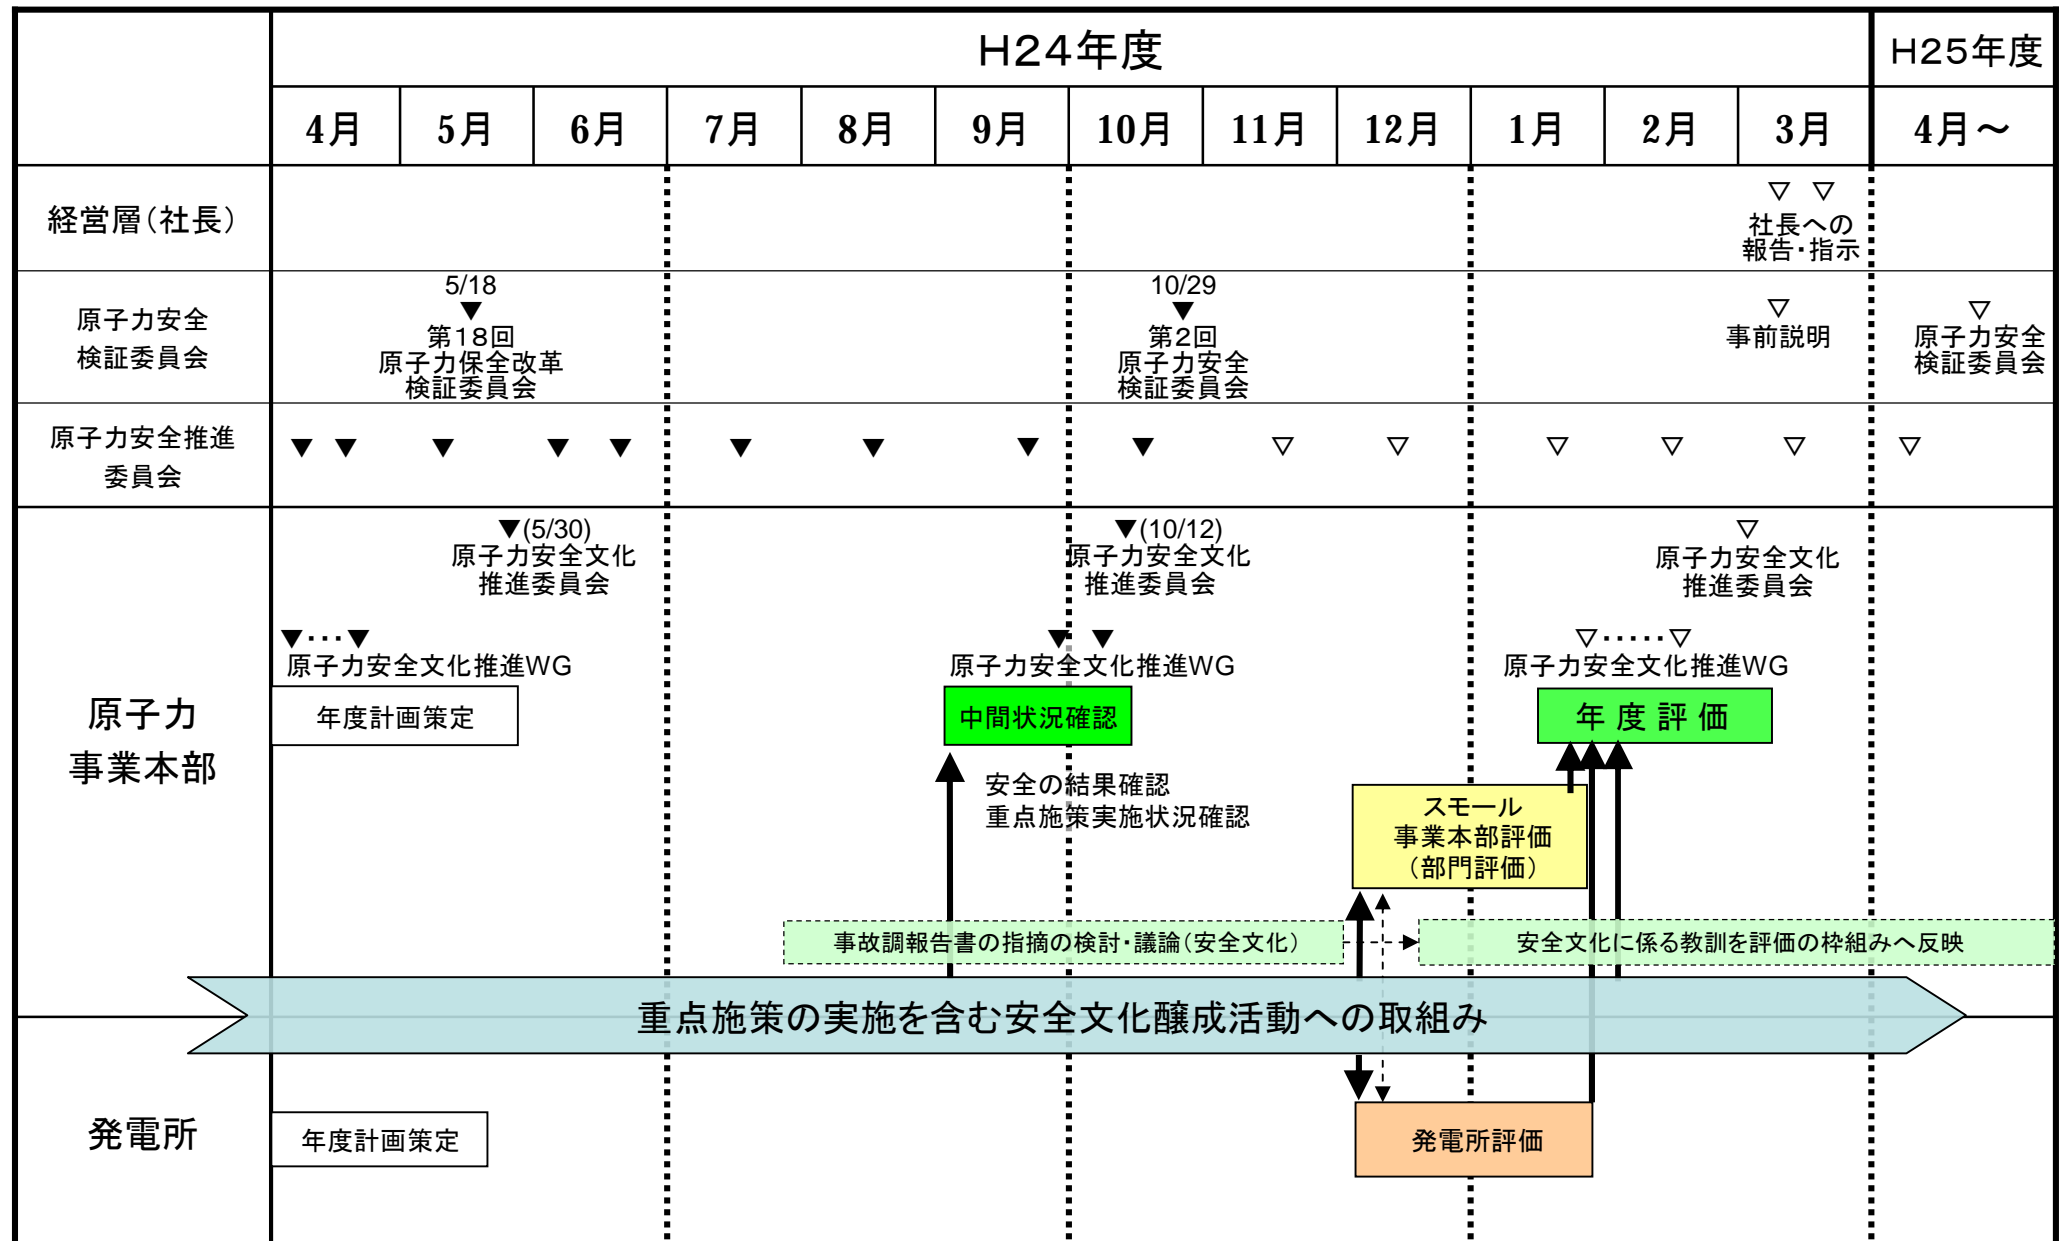 H24年度
H25年度
4月
5月
6月
7月
8月
9月
10月
11月
12月
1月
2月
3月
4月～
経営層(社長)
▽ ▽
社長への
報告・指示
原子力安全
検証委員会
5/18
▼
第18回
原子力保全改革
検証委員会
10/29
▼
第2回
原子力安全
検証委員会
▽
事前説明
▽
原子力安全
検証委員会
原子力安全推進
委員会
▼ ▼ ▼ ▼ ▼ ▼ ▼ ▼ ▼ ▽ ▽ ▽ ▽ ▽ ▽
原子力
事業本部
▼(5/30)
原子力安全文化
推進委員会
▼(10/12)
原子力安全文化
推進委員会
▽
原子力安全文化
推進委員会
▼・・・▼
原子力安全文化推進WG
▼ ▼
原子力安全文化推進WG
▽・・・・・▽
原子力安全文化推進WG
年度計画策定
中間状況確認
年度評価
安全の結果確認
重点施策実施状況確認
スモール
事業本部評価
(部門評価)
事故調報告書の指摘の検討・議論(安全文化)
安全文化に係る教訓を評価の枠組みへ反映
重点施策の実施を含む安全文化醸成活動への取組み
発電所
年度計画策定
発電所評価